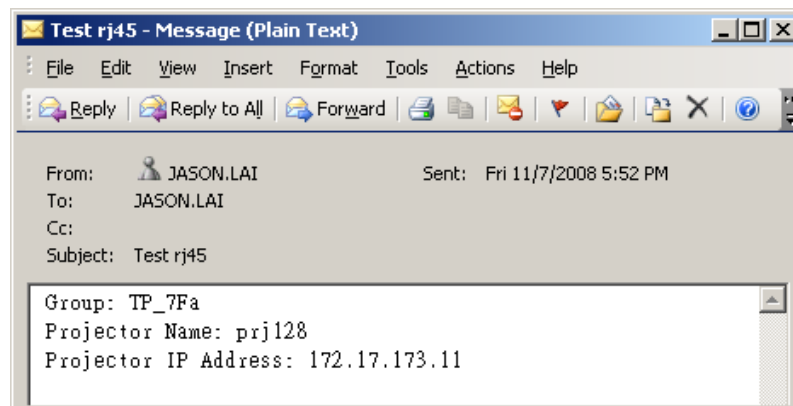 Test rj45 - Message (Plain Text)
File Edit View Insert Format Tools Actions Help
Reply Reply to All Forward
From: JASON.LAI Sent: Fri 11/7/2008 5:52 PM
To: JASON.LAI
Cc:
Subject: Test rj45
Group: TP_7Fa
Projector Name: prj128
Projector IP Address: 172.17.173.11